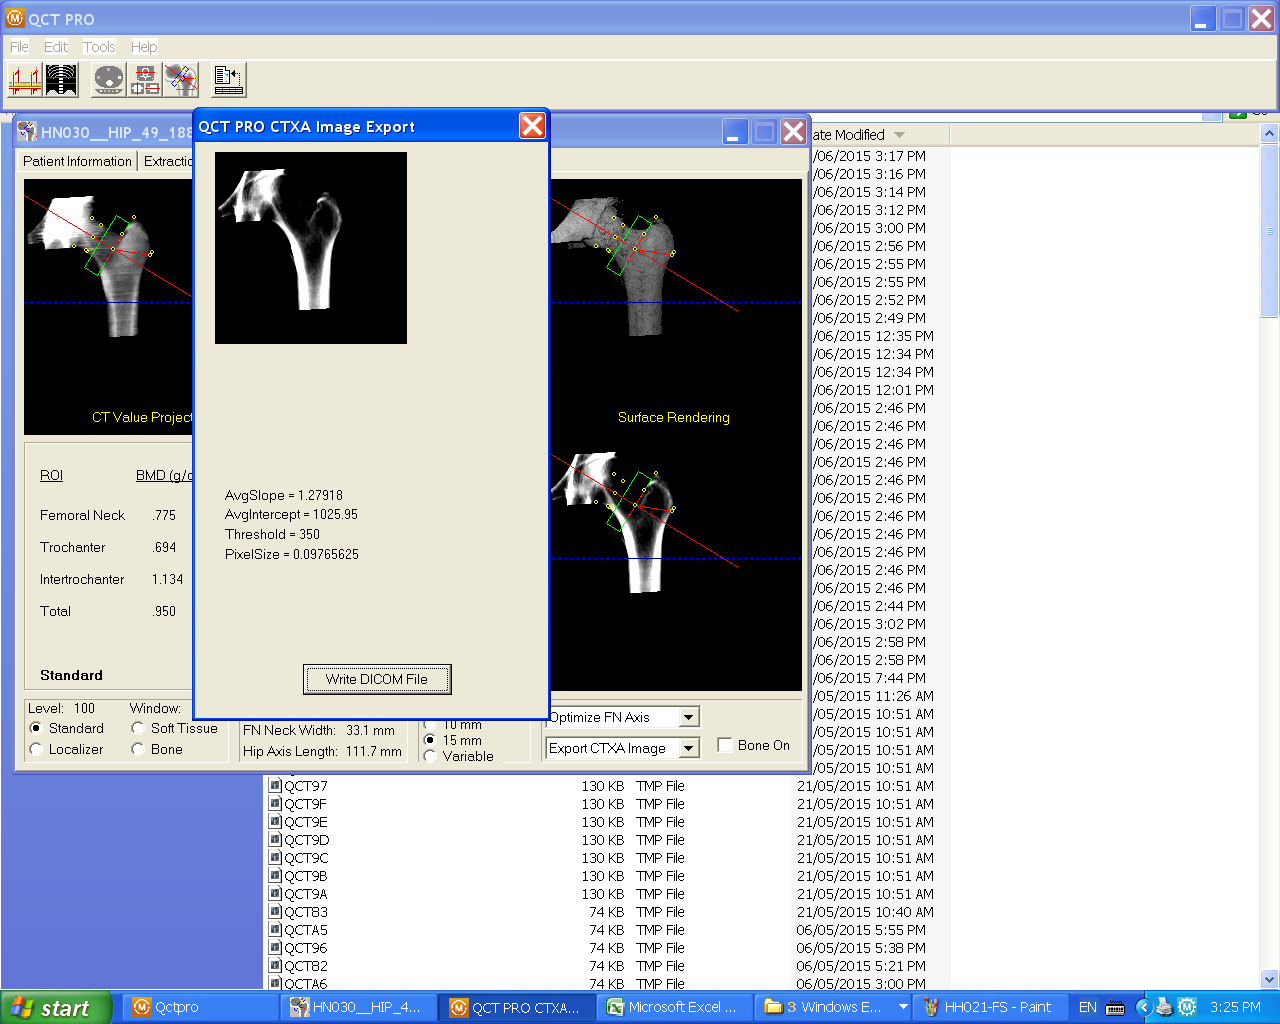 QCT PRO
File Edit Tools Help
HN030__HIP_49_188
QCT PRO CTXA Image Export
Patient Information
Extractio
CT Value Project
Surface Rendering
ROI BMD (g/c
Femoral Neck .775
Trochanter .694
Intertrochanter 1.134
Total .950
Standard
AvgSlope = 1.27918
AvgIntercept = 1025.95
Threshold = 350
PixelSize = 0.09765625
Write DICOM File
Level: 100 Window:
Standard Soft Tissue
Localizer Bone
FN Neck Width: 33.1 mm
Hip Axis Length: 111.7 mm
10 mm
15 mm
Variable
Optimize FN Axis
Export CTXA Image
Bone On
ate Modified
/06/2015 3:17 PM
/06/2015 3:16 PM
/06/2015 3:14 PM
/06/2015 3:12 PM
/06/2015 3:00 PM
/06/2015 2:56 PM
/06/2015 2:55 PM
/06/2015 2:55 PM
/06/2015 2:52 PM
/06/2015 2:49 PM
/06/2015 12:35 PM
/06/2015 12:34 PM
/06/2015 12:34 PM
/06/2015 12:01 PM
/06/2015 2:46 PM
/06/2015 2:46 PM
/06/2015 2:46 PM
/06/2015 2:46 PM
/06/2015 2:46 PM
/06/2015 2:46 PM
/06/2015 2:46 PM
/06/2015 2:46 PM
/06/2015 2:46 PM
/06/2015 2:46 PM
/06/2015 2:46 PM
/06/2015 2:44 PM
/06/2015 3:02 PM
/06/2015 2:58 PM
/06/2015 2:58 PM
/06/2015 7:44 PM
/05/2015 11:26 AM
/05/2015 10:51 AM
/05/2015 10:51 AM
/05/2015 10:51 AM
/05/2015 10:51 AM
QCT97 130 KB TMP File 21/05/2015 10:51 AM
QCT9F 130 KB TMP File 21/05/2015 10:51 AM
QCT9E 130 KB TMP File 21/05/2015 10:51 AM
QCT9D 130 KB TMP File 21/05/2015 10:51 AM
QCT9C 130 KB TMP File 21/05/2015 10:51 AM
QCT9B 130 KB TMP File 21/05/2015 10:51 AM
QCT9A 130 KB TMP File 21/05/2015 10:51 AM
QCT83 74 KB TMP File 21/05/2015 10:40 AM
QCTA5 74 KB TMP File 06/05/2015 5:55 PM
QCT96 74 KB TMP File 06/05/2015 5:38 PM
QCT82 74 KB TMP File 06/05/2015 5:21 PM
QCTA6 74 KB TMP File 06/05/2015 3:00 PM
start Qctpro HN030__HIP_4... QCT PRO CTXA... Microsoft Excel ... 3 Windows E... HH021-FS - Paint EN 3:25 PM